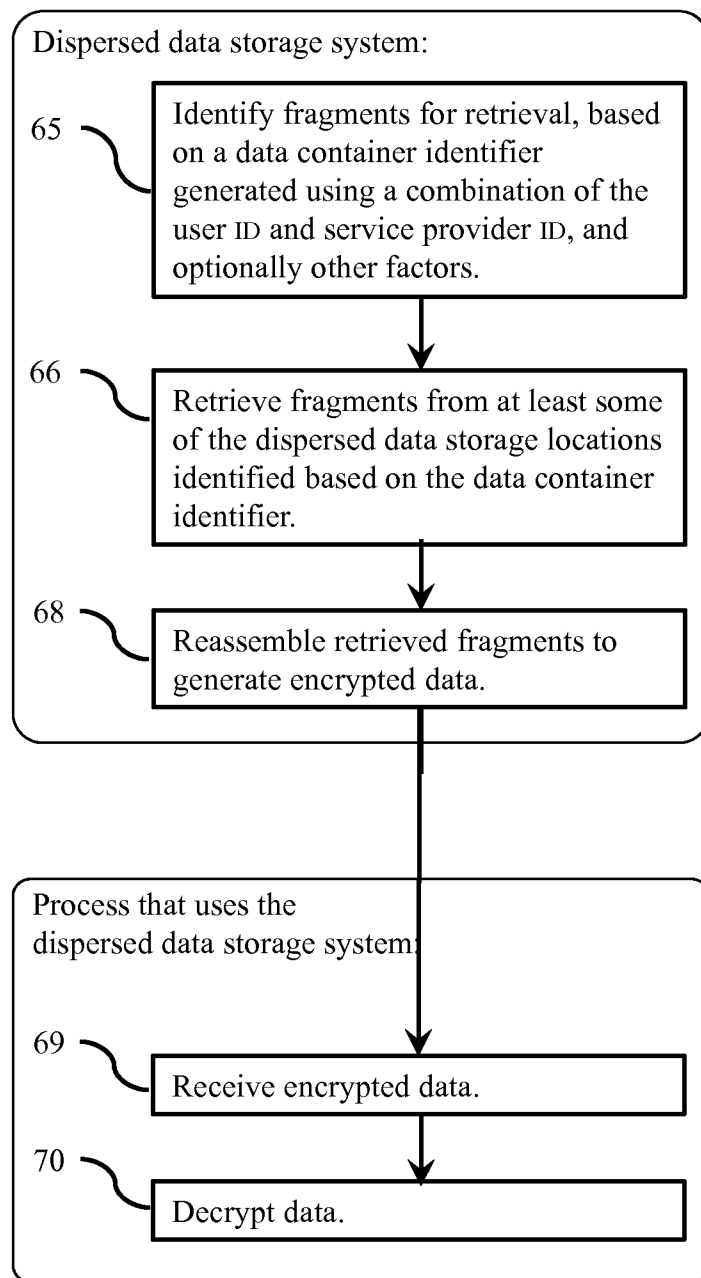 Dispersed data storage system:
65
Identify fragments for retrieval, based
on a data container identifier
generated using a combination of the
user ID and service provider ID, and
optionally other factors.
66
Retrieve fragments from at least some
of the dispersed data storage locations
identified based on the data container
identifier.
68
Reassemble retrieved fragments to
generate encrypted data.
Process that uses the
dispersed data storage system:
69
Receive encrypted data.
70
Decrypt data.